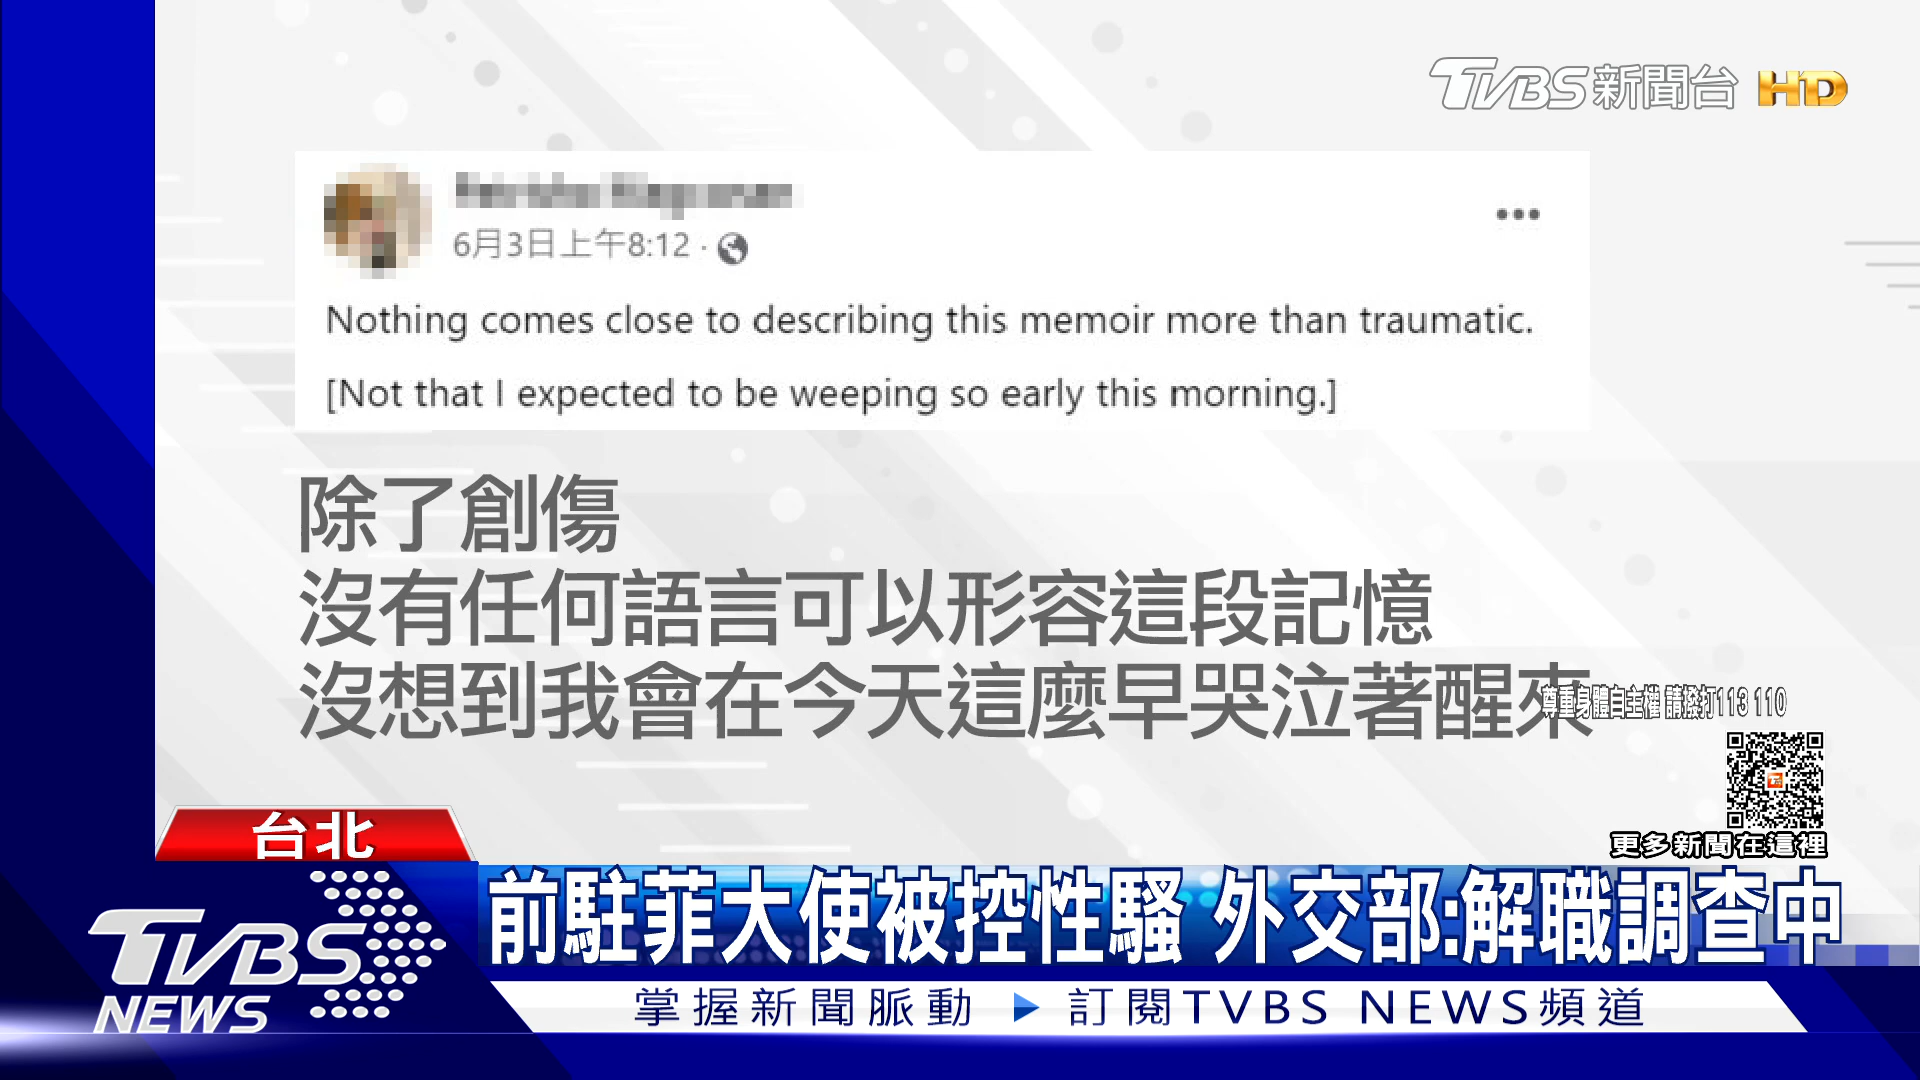 TVBS新聞台 HD
6月3日上午8:12 ·
Nothing comes close to describing this memoir more than traumatic.
[Not that I expected to be weeping so early this morning.]
除了創傷
沒有任何語言可以形容這段記憶
沒想到我會在今天這麼早哭泣著醒來
尊重身體自主權 請撥打113 110
更多新聞在這裡
台北
前駐菲大使被控性騷 外交部:解職調查中
TVBS
NEWS
掌握新聞脈動 ▶ 訂閱TVBS NEWS頻道